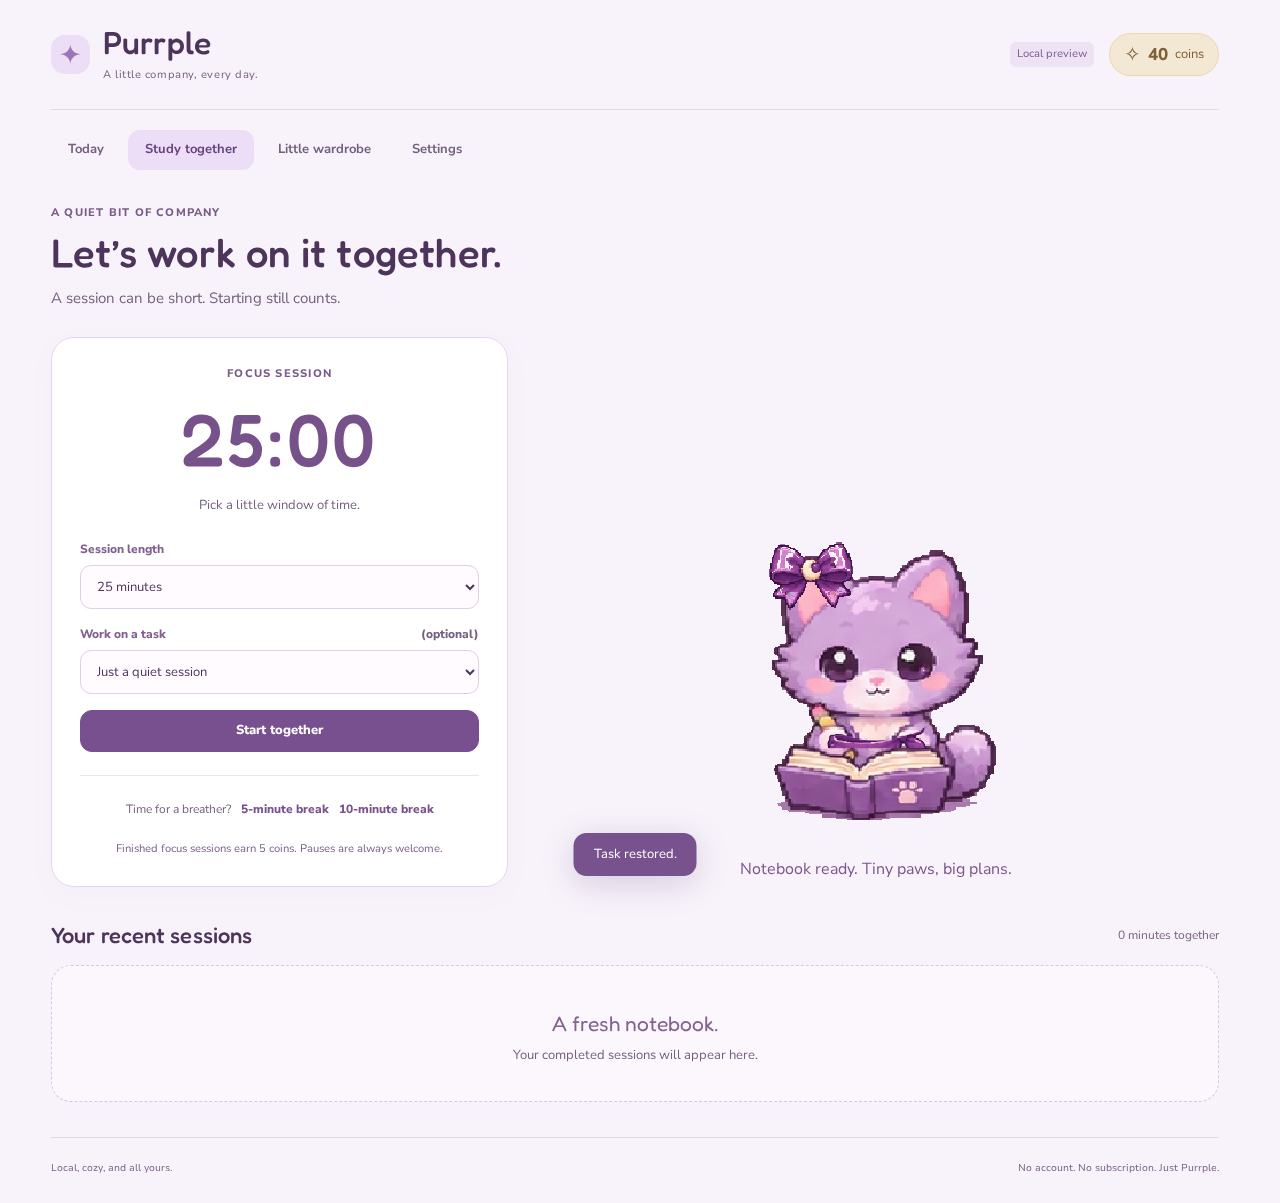 Purrple
A little company, every day.
Local preview
40 coins
Today
Study together
Little wardrobe
Settings
A QUIET BIT OF COMPANY
Let’s work on it together.
A session can be short. Starting still counts.
FOCUS SESSION
25:00
Pick a little window of time.
Session length
25 minutes
Work on a task (optional)
Just a quiet session
Start together
Time for a breather? 5-minute break 10-minute break
Finished focus sessions earn 5 coins. Pauses are always welcome.
Task restored.
Notebook ready. Tiny paws, big plans.
Your recent sessions
0 minutes together
A fresh notebook.
Your completed sessions will appear here.
Local, cozy, and all yours.
No account. No subscription. Just Purrple.